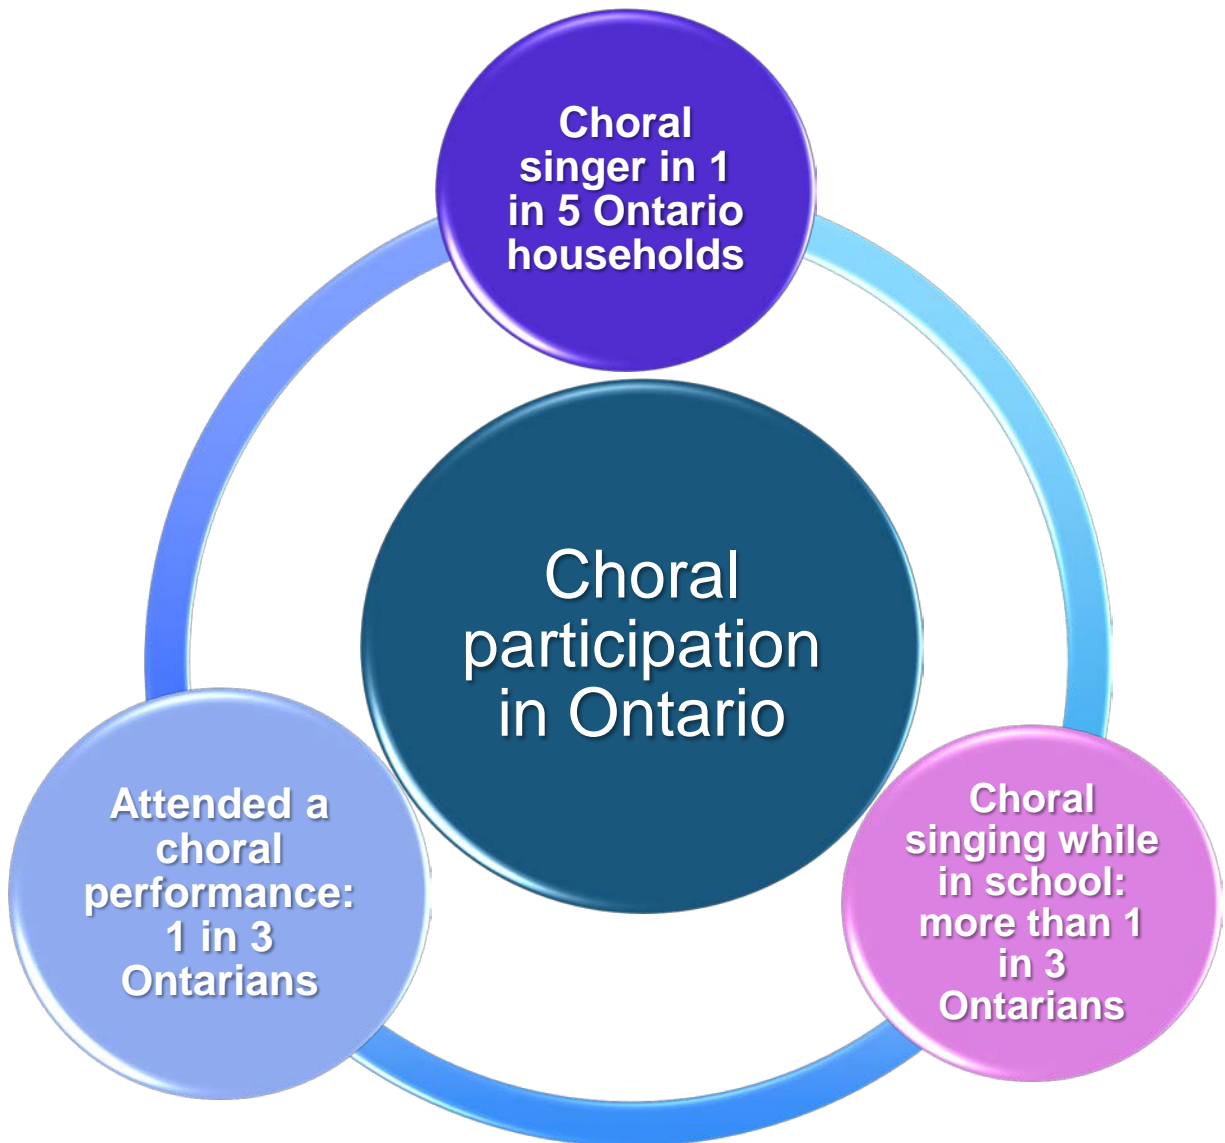 Choral
singer in 1
in 5 Ontario
households
Choral
participation
in Ontario
Attended a
choral
performance:
1 in 3
Ontarians
Choral
singing while
in school:
more than 1
in 3
Ontarians